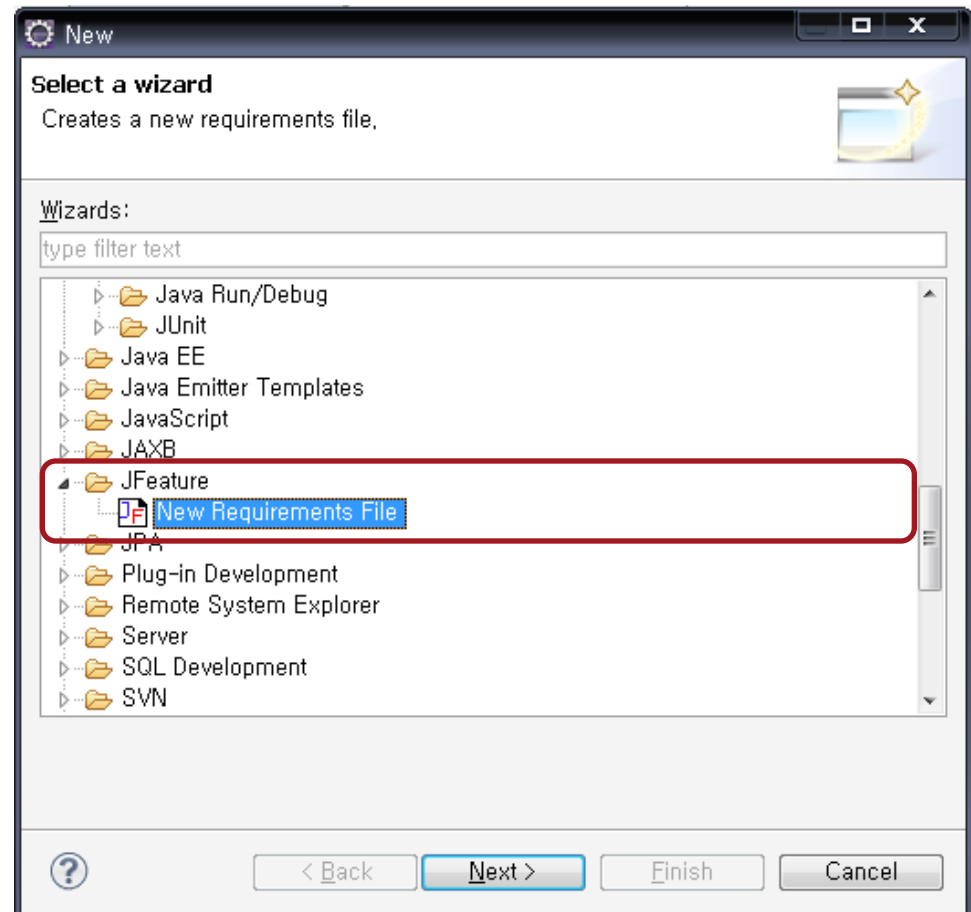 New
Select a wizard
Creates a new requirements file,
Wizards:
type filter text
Java Run/Debug
JUnit
Java EE
Java Emitter Templates
JavaScript
JAXB
JFeature
JF New Requirements File
JPA
Plug-in Development
Remote System Explorer
Server
SQL Development
SVN
? < Back Next > Finish Cancel